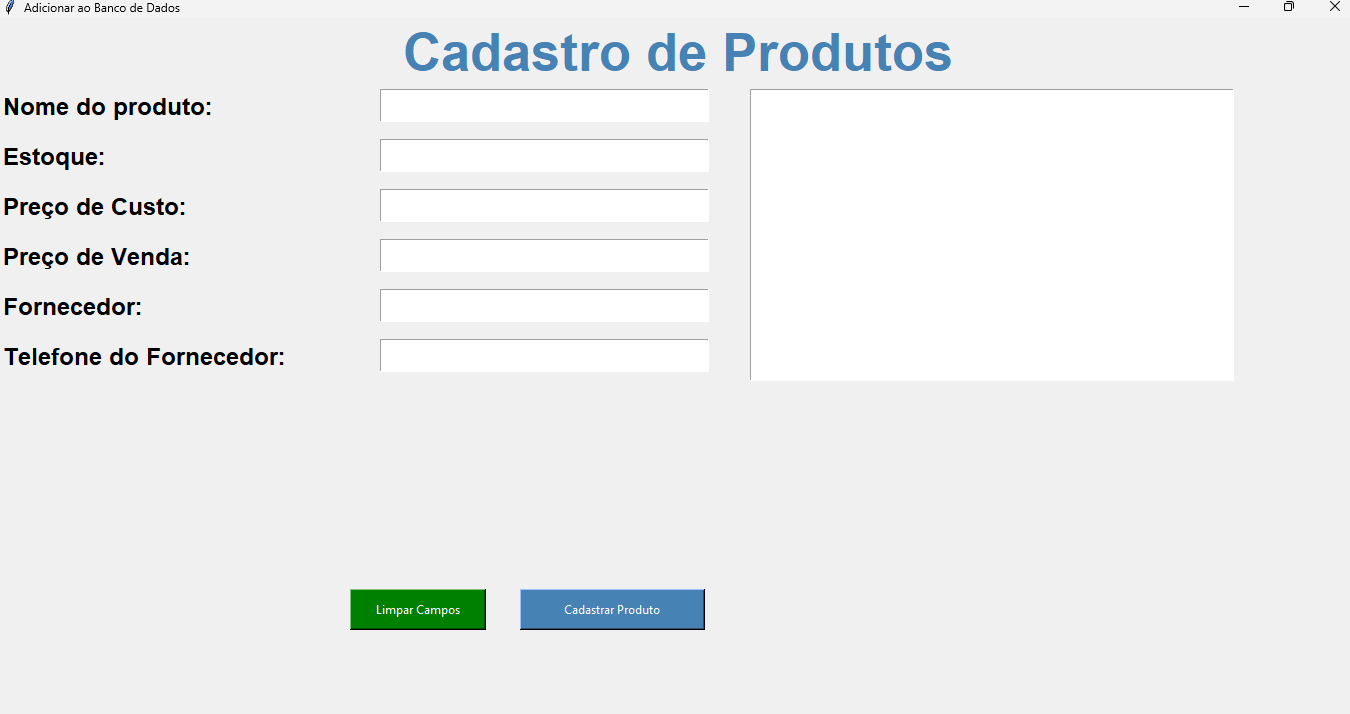 Adicionar ao Banco de Dados
Cadastro de Produtos
Nome do produto:
Estoque:
Preço de Custo:
Preço de Venda:
Fornecedor:
Telefone do Fornecedor:
Limpar Campos
Cadastrar Produto